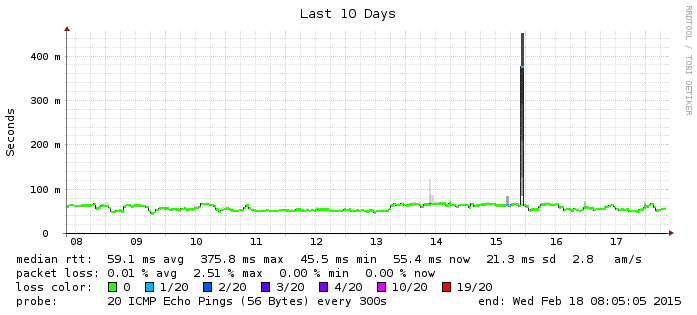 Last 10 Days
RRDTOOL / TOBI OETIKER
Seconds
400 m
300 m
200 m
100 m
0
08 09 10 11 12 13 14 15 16 17
median rtt: 59.1 ms avg 375.8 ms max 45.5 ms min 55.4 ms now 21.3 ms sd 2.8 am/s
packet loss: 0.01 % avg 2.51 % max 0.00 % min 0.00 % now
loss color: 0 1/20 2/20 3/20 4/20 10/20 19/20
probe: 20 ICMP Echo Pings (56 Bytes) every 300s end: Wed Feb 18 08:05:05 2015